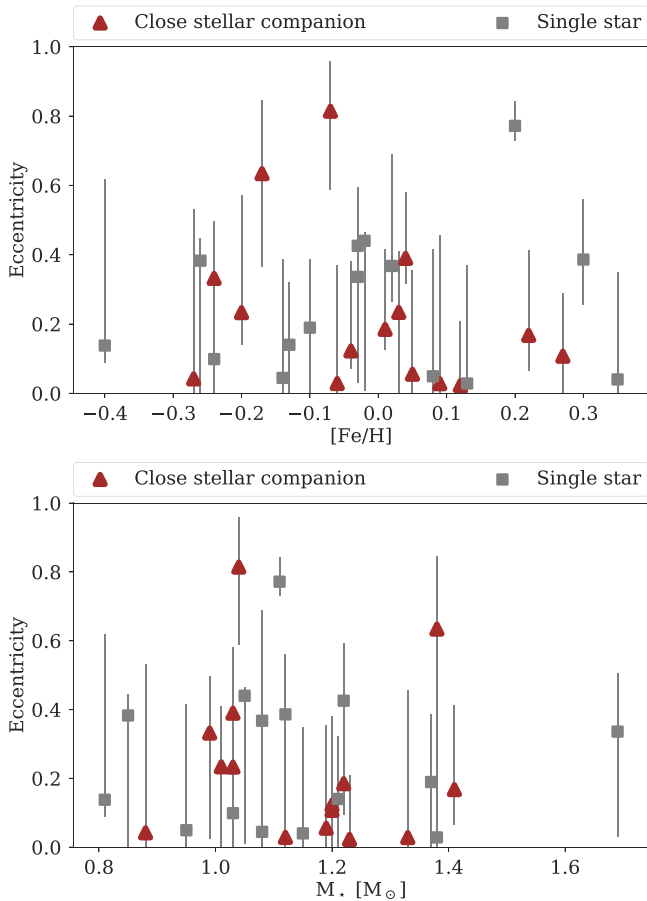 Close stellar companion Single star
1.0
0.8
0.6
0.4
0.2
0.0
Eccentricity
−0.4 −0.3 −0.2 −0.1 0.0 0.1 0.2 0.3
[Fe/H]
Close stellar companion Single star
1.0
0.8
0.6
0.4
0.2
0.0
Eccentricity
0.8 1.0 1.2 1.4 1.6
M⋆ [M⊙]